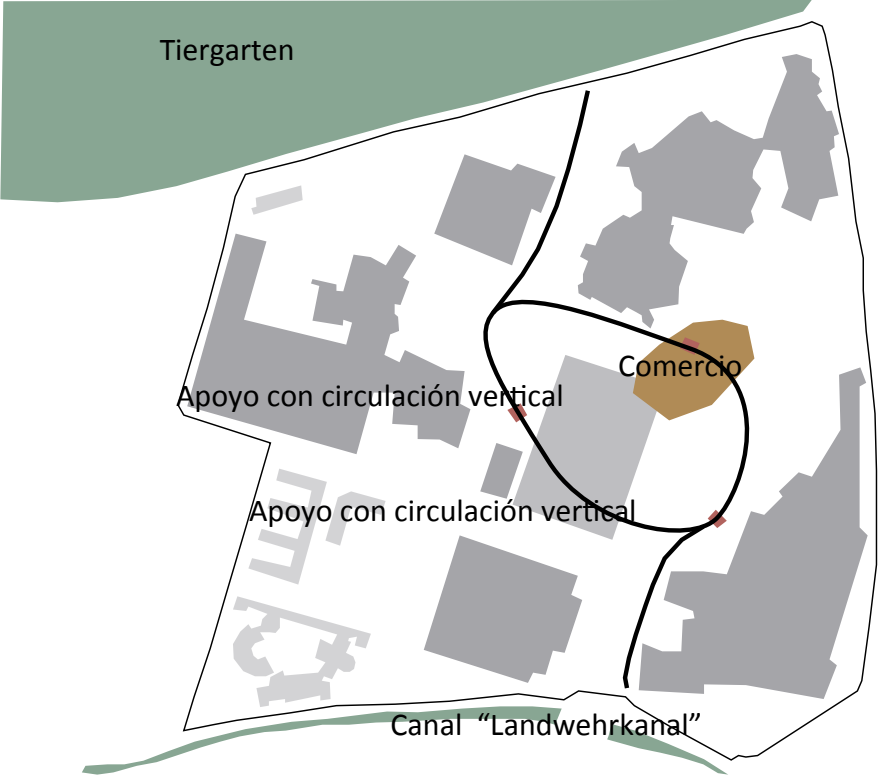 Tiergarten
Comercio
Apoyo con circulación vertical
Apoyo con circulación vertical
Canal “Landwehrkanal”